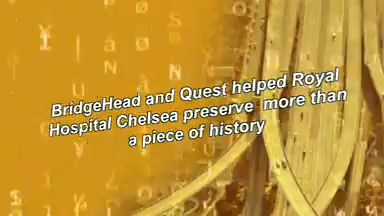 BridgeHead and Quest helped Royal
Hospital Chelsea preserve more than
a piece of history